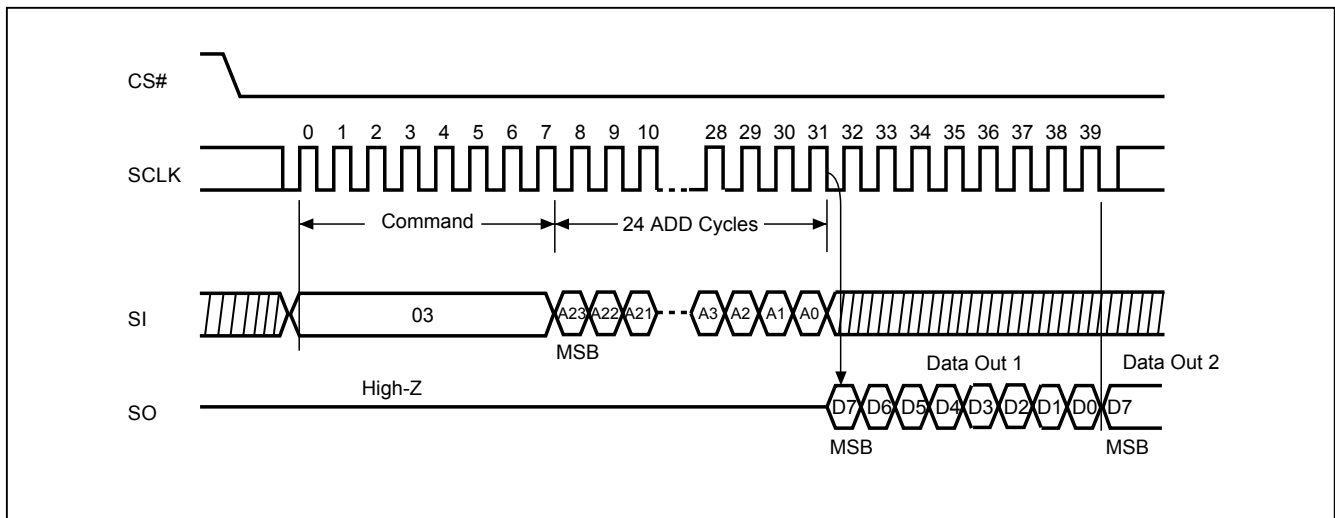 CS#
0 1 2 3 4 5 6 7 8 9 10 28 29 30 31 32 33 34 35 36 37 38 39
SCLK
Command 24 ADD Cycles
SI 03 A23 A22 A21 A3 A2 A1 A0
MSB
Data Out 1 Data Out 2
High-Z
SO D7 D6 D5 D4 D3 D2 D1 D0 D7
MSB MSB